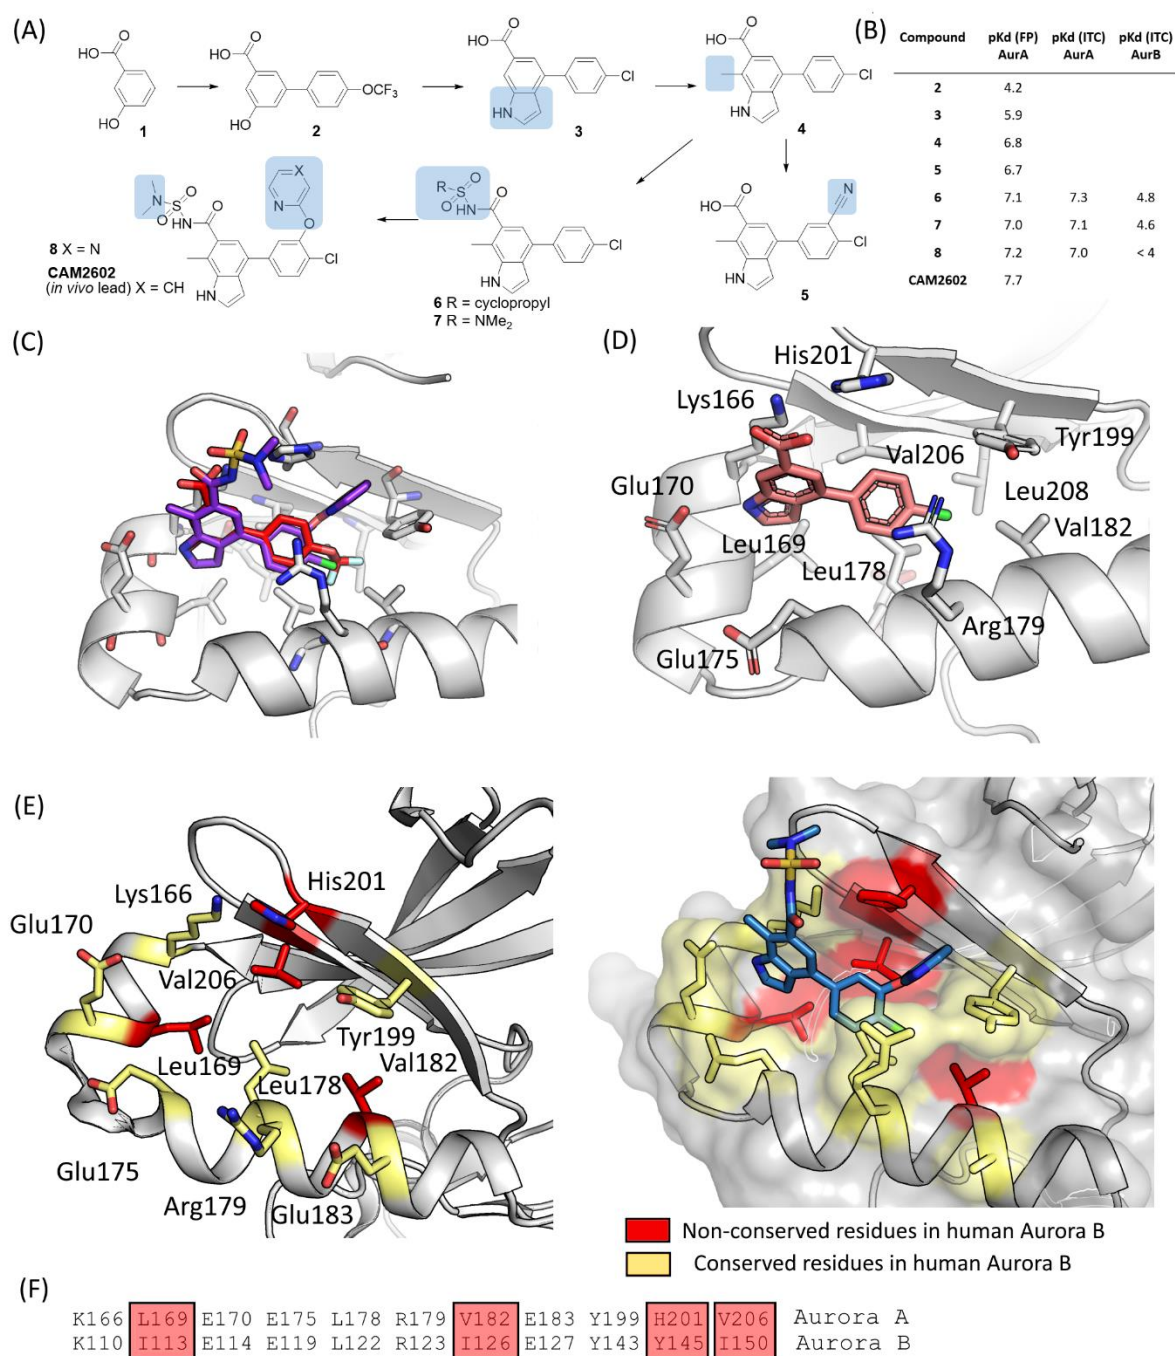 (A)
HO
O
HO
1
HO
O
OCF3
HO
2
HO
O
Cl
HN
3
HO
O
Cl
HN
4
(B)
Compound pKd (FP) AurA pKd (ITC) AurA pKd (ITC) AurB
2 4.2
3 5.9
4 6.8
5 6.7
6 7.1 7.3 4.8
7 7.0 7.1 4.6
8 7.2 7.0 < 4
CAM2602 7.7
N
O
S
O
NH
O
X
N
O
Cl
HN
8 X = N
CAM2602
(in vivo lead) X = CH
R
O
S
O
NH
O
Cl
HN
6 R = cyclopropyl
7 R = NMe2
HO
O
N
Cl
HN
5
(C)
(D)
His201
Lys166
Tyr199
Val206
Glu170
Leu208
Val182
Leu169
Leu178
Arg179
Glu175
(E)
Lys166
His201
Glu170
Val206
Tyr199
Val182
Leu169
Leu178
Glu175
Arg179
Glu183
Non-conserved residues in human Aurora B
Conserved residues in human Aurora B
(F)
K166 L169 E170 E175 L178 R179 V182 E183 Y199 H201 V206 Aurora A
K110 I113 E114 E119 L122 R123 I126 E127 Y143 Y145 I150 Aurora B